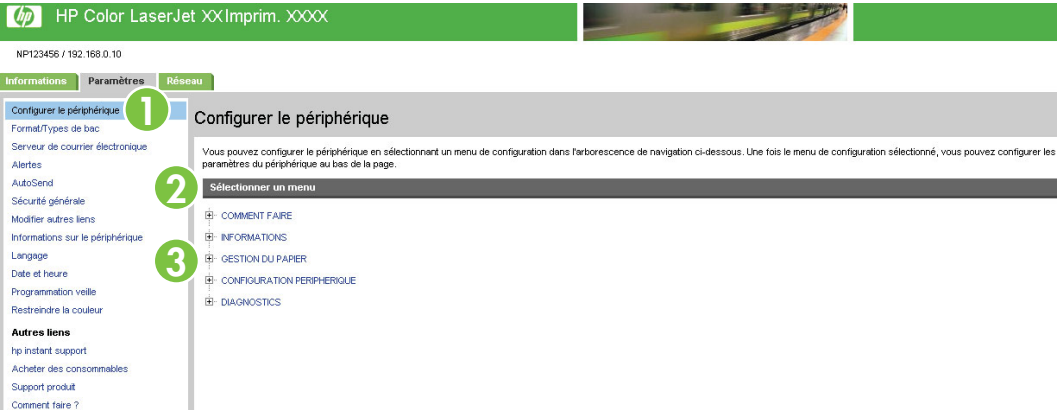 hp HP Color LaserJet XXImprim. XXXX
NP123456 / 192.168.0.10
Informations Paramètres Réseau
Configurer le périphérique 1
Format/Types de bac
Serveur de courrier électronique
Alertes
AutoSend
Sécurité générale
Modifier autres liens
Informations sur le périphérique
Langage
Date et heure
Programmation veille
Restreindre la couleur
Autres liens
hp instant support
Acheter des consommables
Support produit
Comment faire ?
Configurer le périphérique
Vous pouvez configurer le périphérique en sélectionnant un menu de configuration dans l'arborescence de navigation ci-dessous. Une fois le menu de configuration sélectionné, vous pouvez configurer les
paramètres du périphérique au bas de la page.
2 Sélectionner un menu
COMMENT FAIRE
INFORMATIONS
3 GESTION DU PAPIER
CONFIGURATION PERIPHERIQUE
DIAGNOSTICS